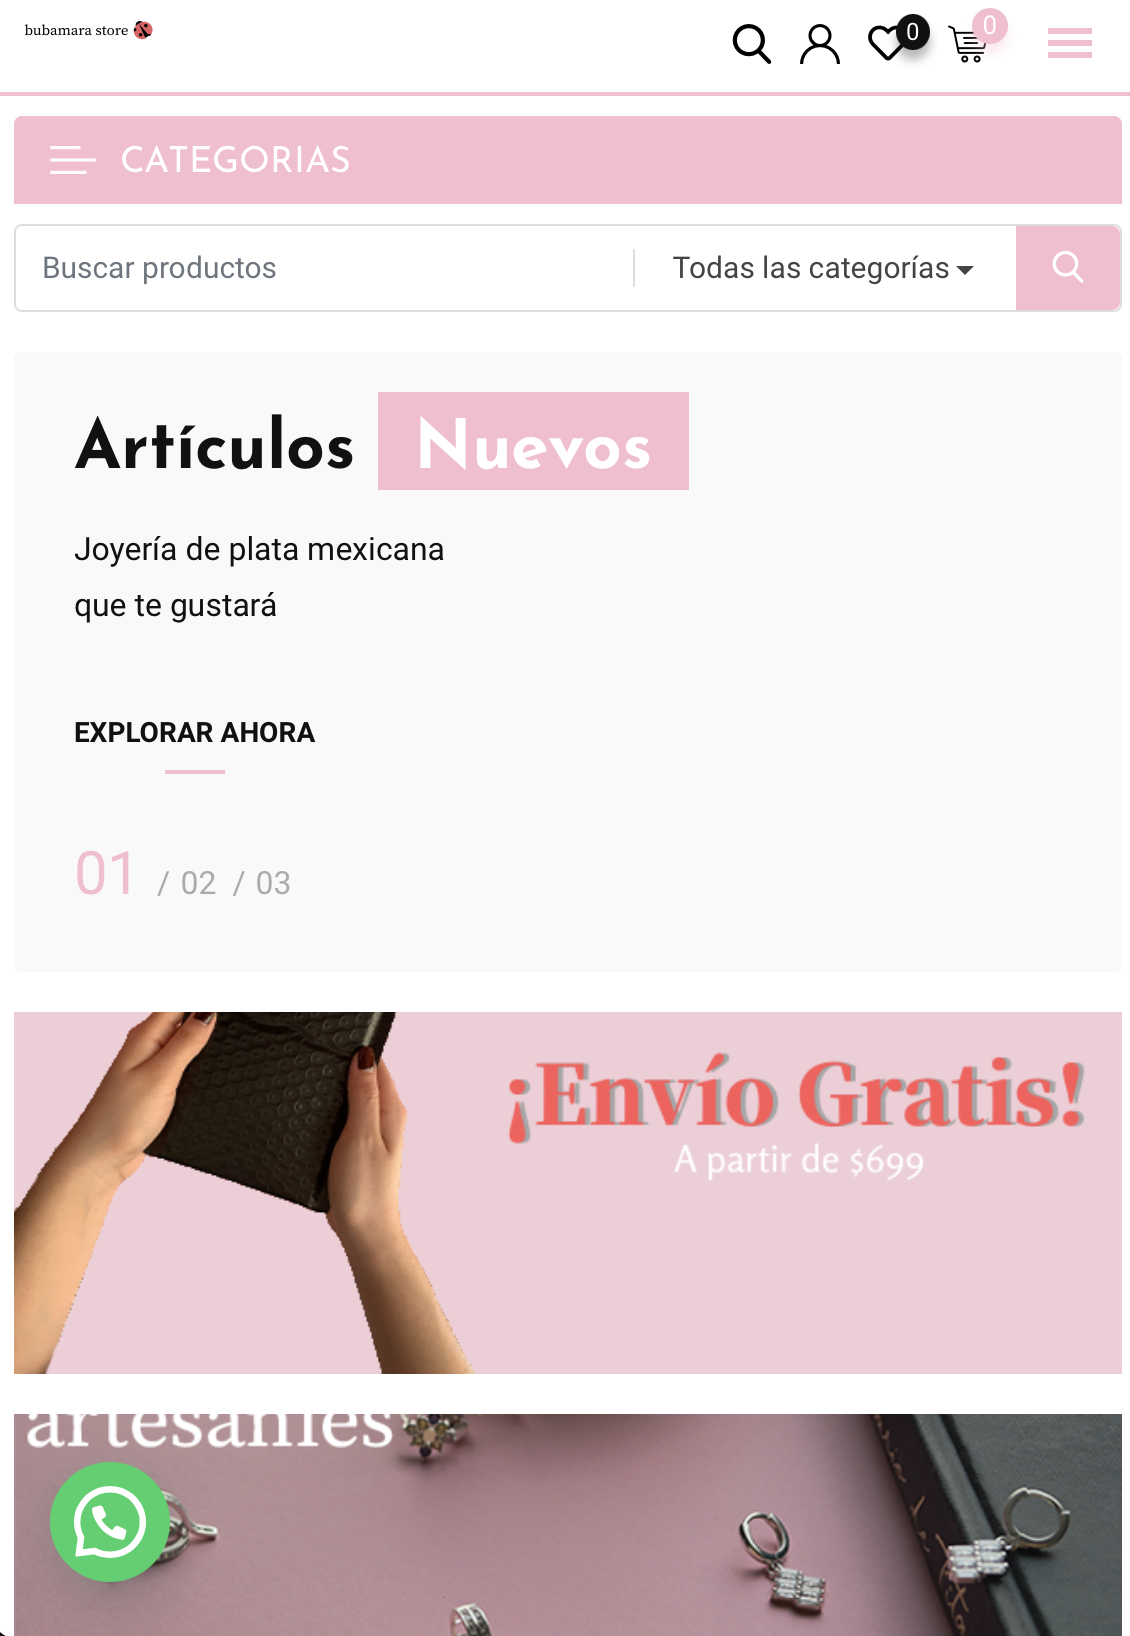 bubamara store
0
0
CATEGORIAS
Buscar productos
Todas las categorías
Artículos Nuevos
Joyería de plata mexicana
que te gustará
EXPLORAR AHORA
01 / 02 / 03
¡Envío Gratis!
A partir de $699
artesanies